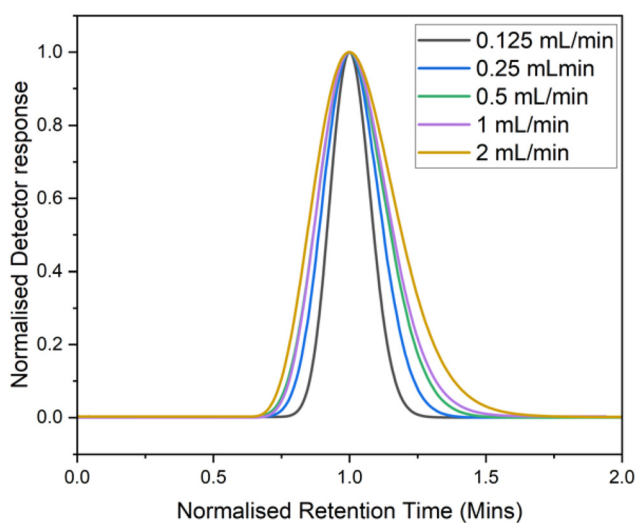 1.0
0.8
0.6
0.4
0.2
0.0
Normalised Detector response
0.125 mL/min
0.25 mLmin
0.5 mL/min
1 mL/min
2 mL/min
0.0 0.5 1.0 1.5 2.0
Normalised Retention Time (Mins)